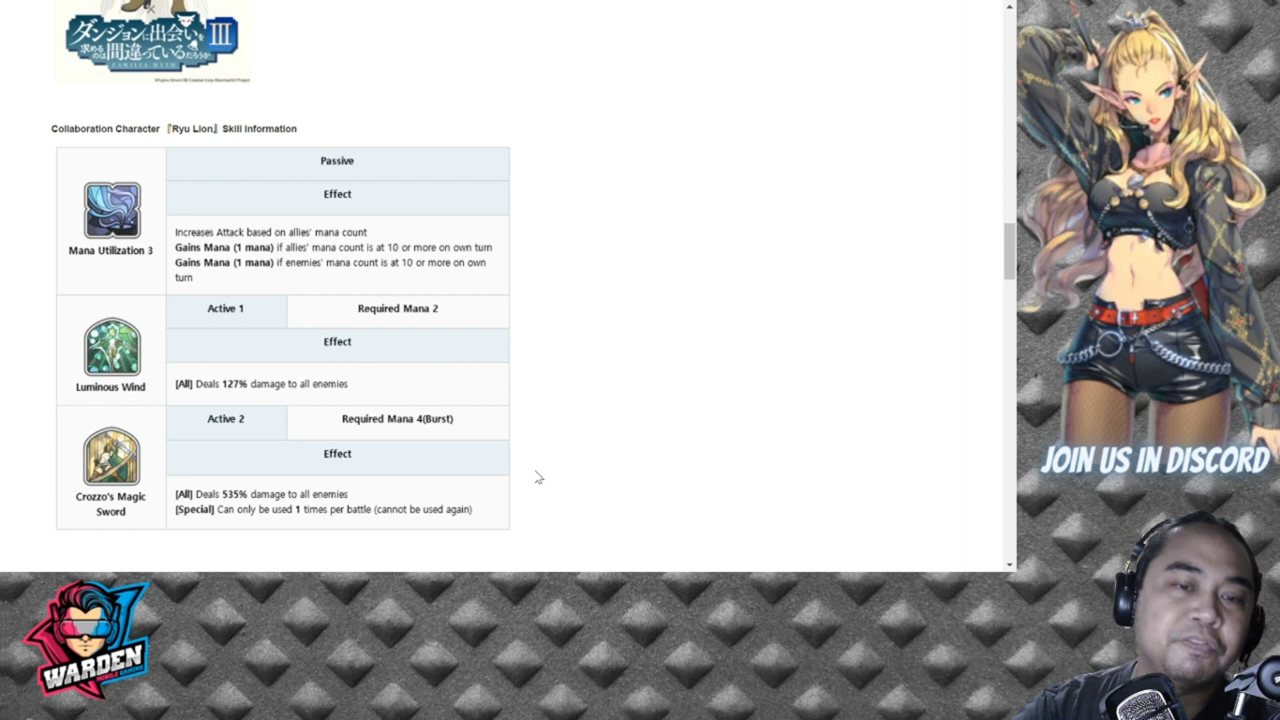 ダンジョンに出会いを
求めるのは間違っているだろうか
III
FAMILIA MYTH
Collaboration Character 『Ryu Lion』 Skill Information
Passive
Effect
Mana Utilization 3
Increases Attack based on allies' mana count
Gains Mana (1 mana) if allies' mana count is at 10 or more on own turn
Gains Mana (1 mana) if enemies' mana count is at 10 or more on own
turn
Active 1
Required Mana 2
Effect
Luminous Wind
[All] Deals 127% damage to all enemies
Active 2
Required Mana 4(Burst)
Effect
Crozzo's Magic
Sword
[All] Deals 535% damage to all enemies
[Special] Can only be used 1 times per battle (cannot be used again)
JOIN US IN DISCORD
WARDEN
MOBILE GAMING